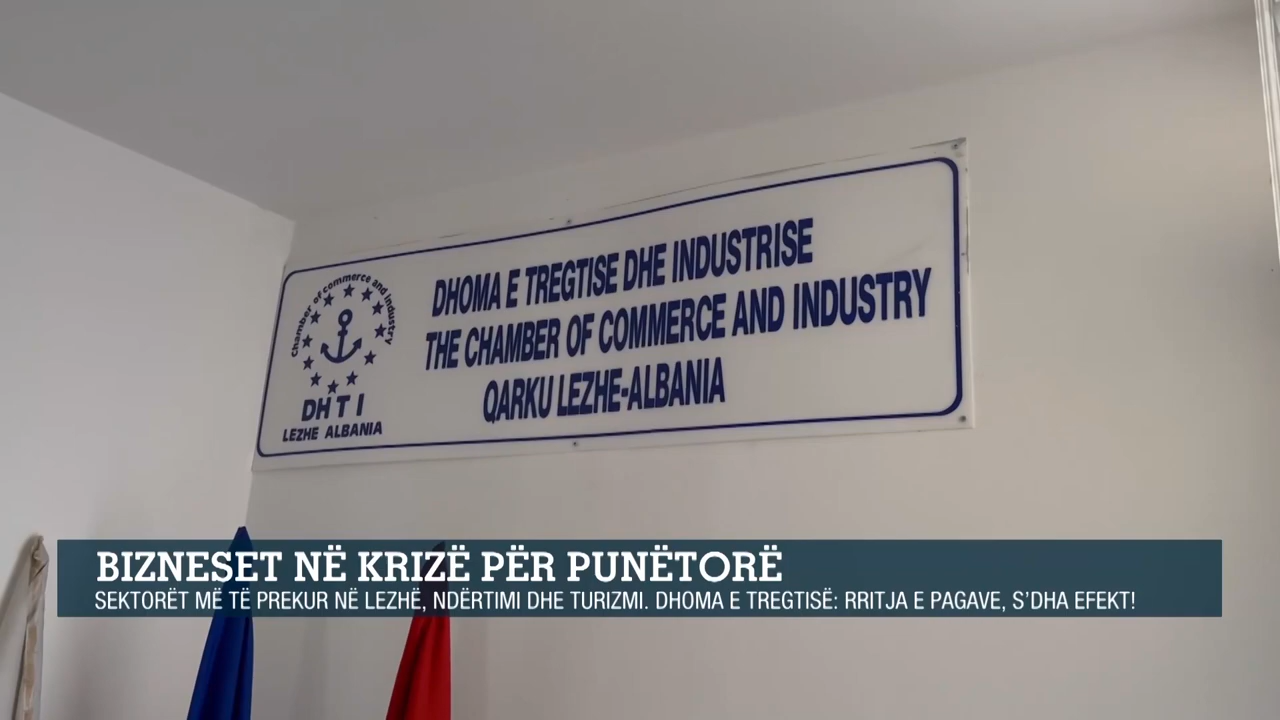 Chamber of commerce and industry
DH T I
LEZHE ALBANIA
DHOMA E TREGTISE DHE INDUSTRISE
THE CHAMBER OF COMMERCE AND INDUSTRY
QARKU LEZHE-ALBANIA
BIZNESET NË KRIZË PËR PUNËTORË
SEKTORËT MË TË PREKUR NË LEZHË, NDËRTIMI DHE TURIZMI. DHOMA E TREGTISË: RRITJA E PAGAVE, S'DHA EFEKT!